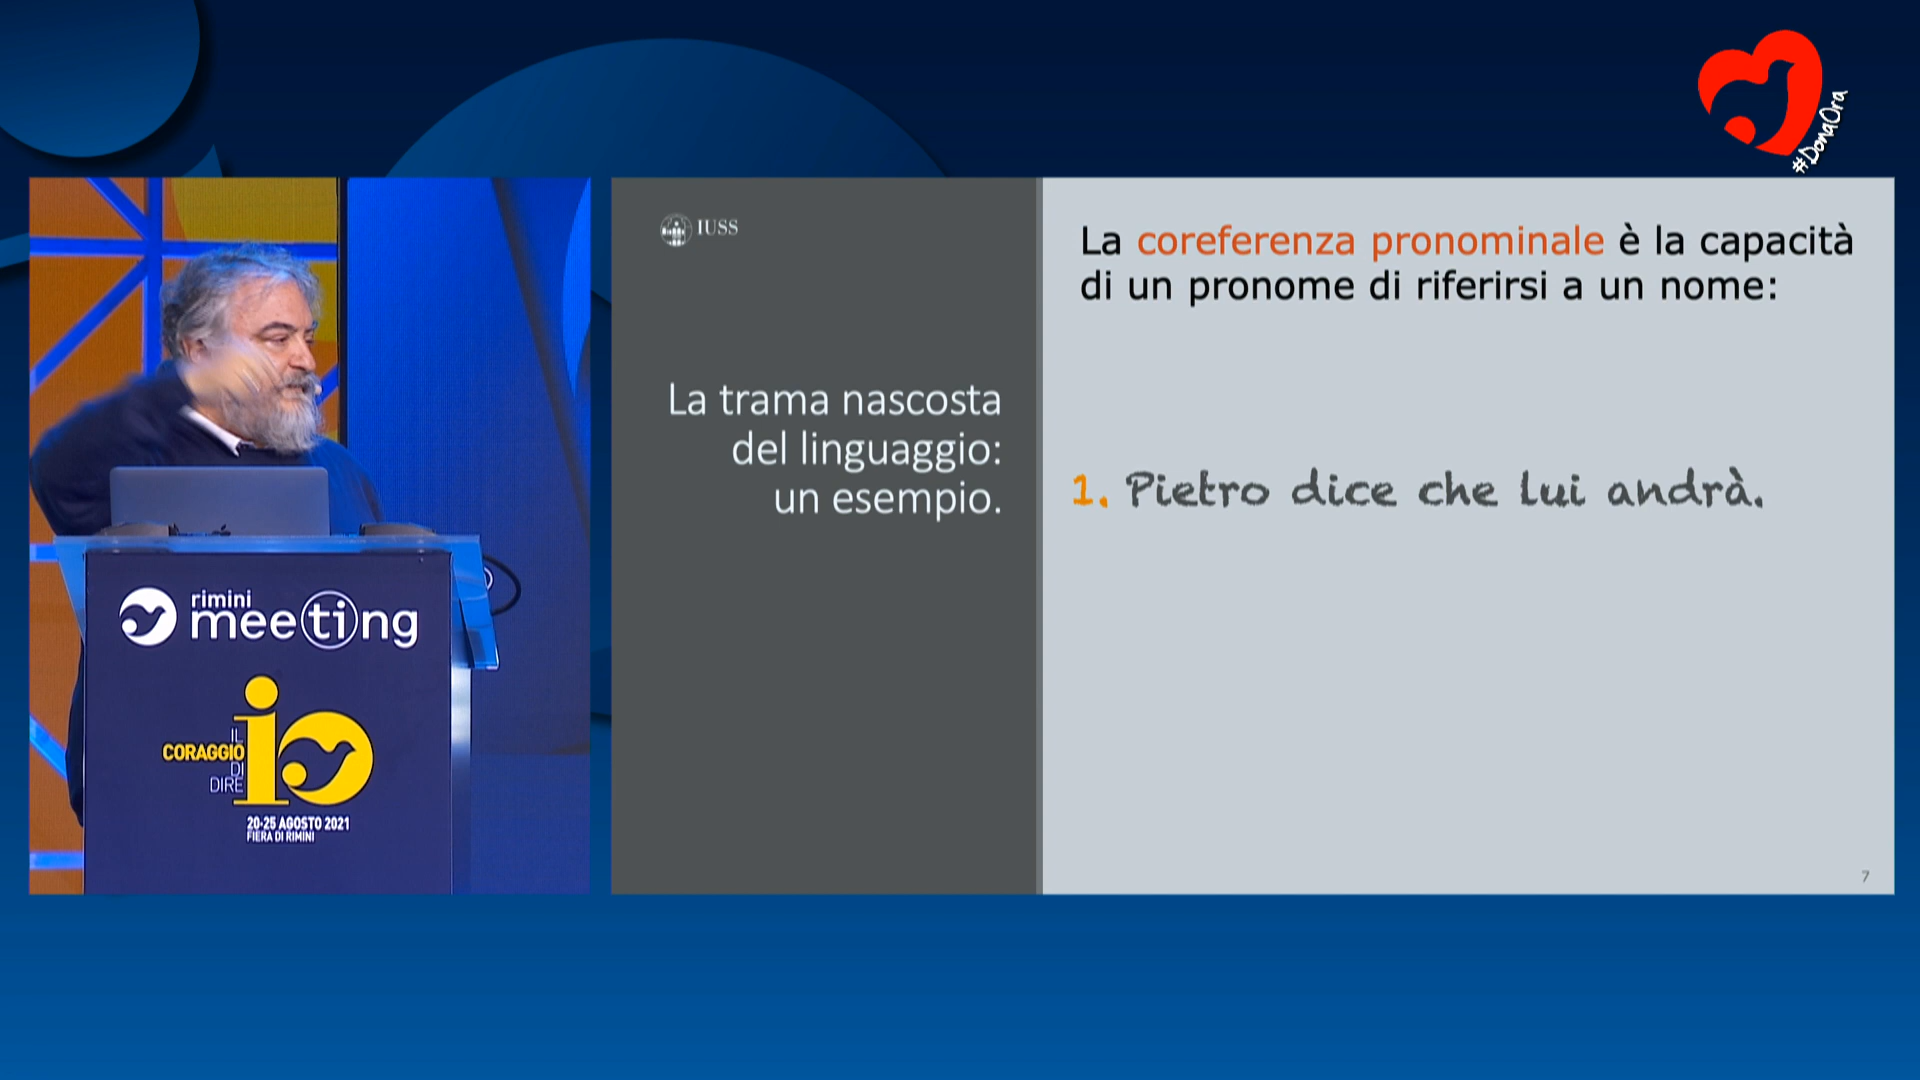 #DonaOra
IUSS
La trama nascosta
del linguaggio:
un esempio.
La coreferenza pronominale è la capacità
di un pronome di riferirsi a un nome:
1. Pietro dice che lui andrà.
7
rimini
meeting
IL
CORAGGIO
DI
DIRE
io
20-25 AGOSTO 2021
FIERA DI RIMINI